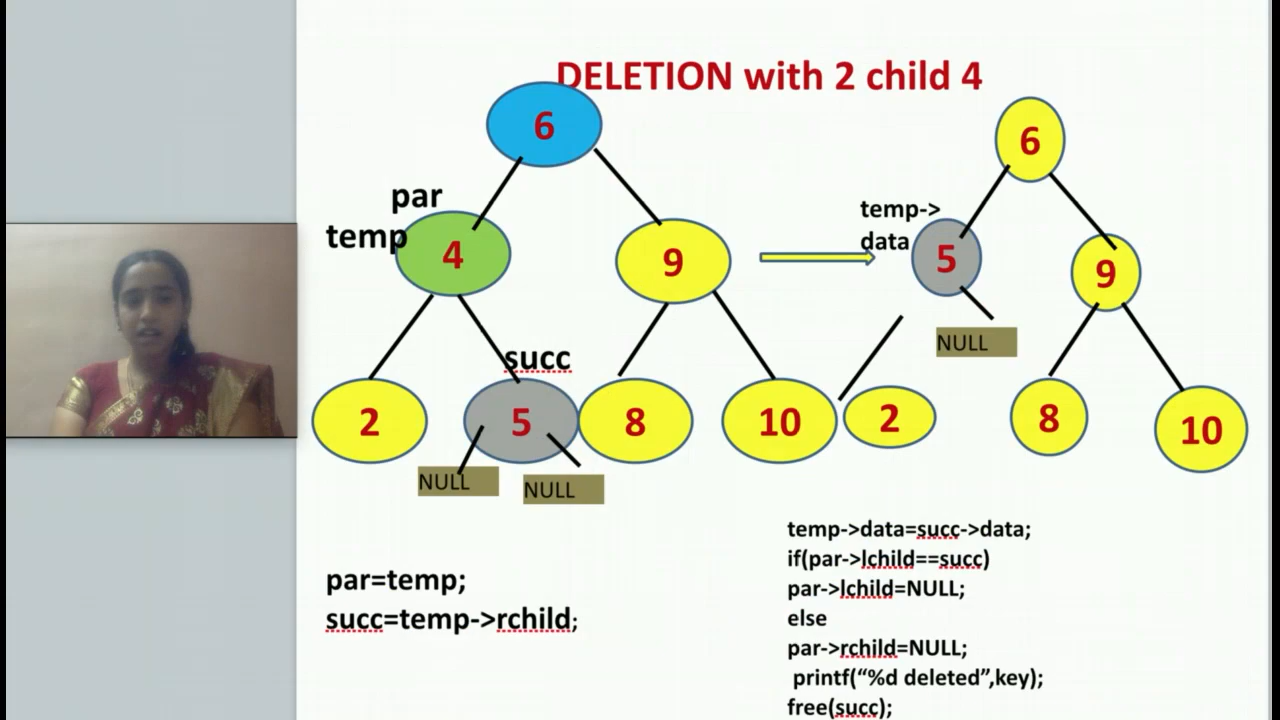 DELETION with 2 child 4
6
par
temp
4
9
succ
2
5
8
10
NULL
NULL
par=temp;
succ=temp->rchild;
6
temp->
data
5
9
NULL
2
8
10
temp->data=succ->data;
if(par->lchild==succ)
par->lchild=NULL;
else
par->rchild=NULL;
printf(“%d deleted”,key);
free(succ);